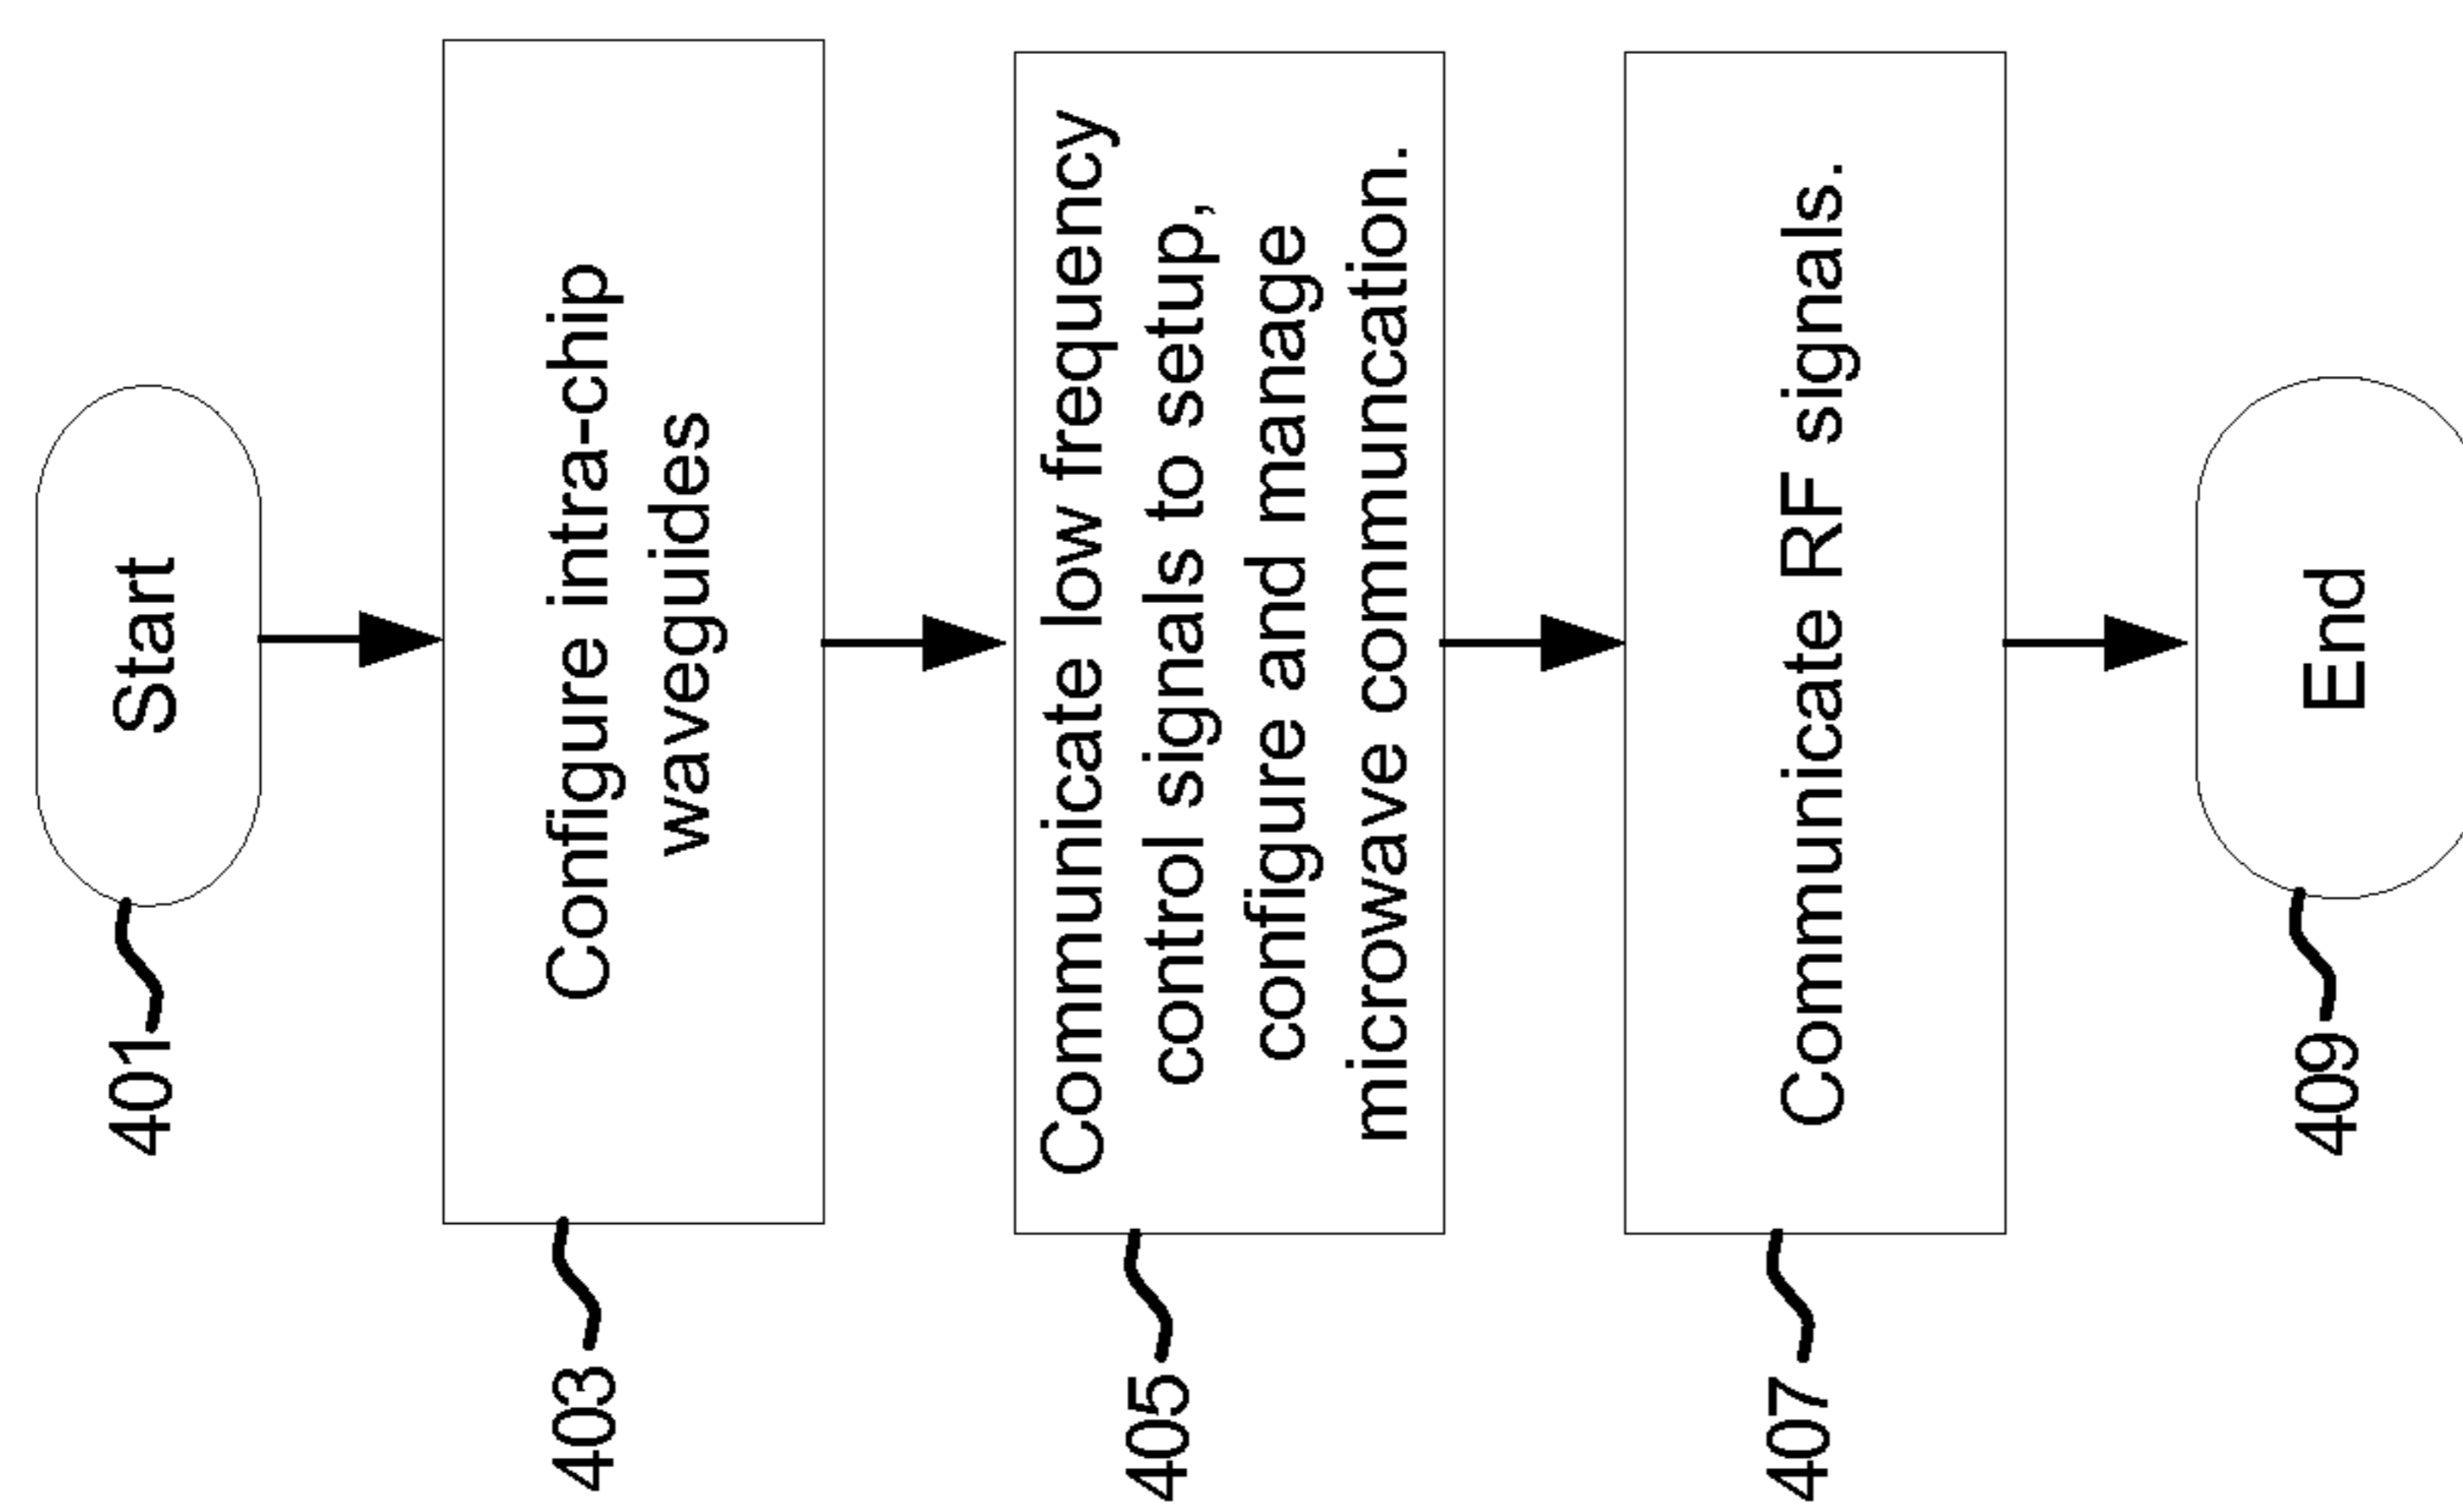 401
Start
403
Configure intra-chip
waveguides
405
Communicate low frequency
control signals to setup,
configure and manage
microwave communication.
407
Communicate RF signals.
409
End